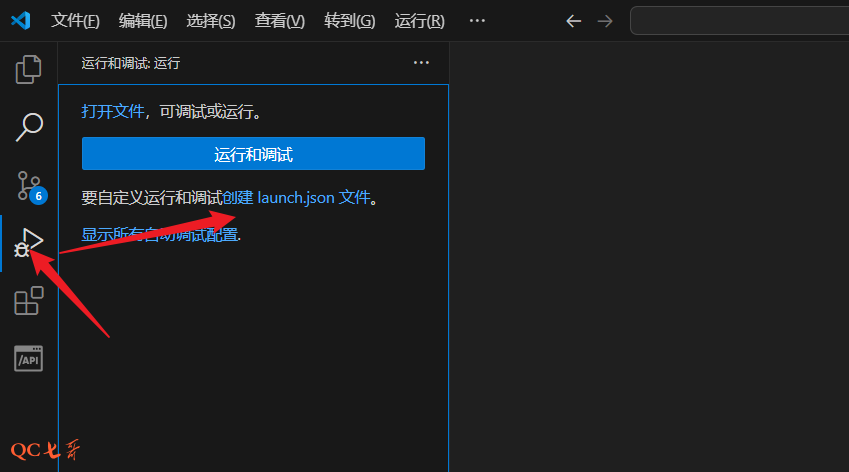 文件(F) 编辑(E) 选择(S) 查看(V) 转到(G) 运行(R) ···
运行和调试: 运行 ···
打开文件，可调试或运行。
运行和调试
要自定义运行和调试创建 launch.json 文件。
6
显示所有自动调试配置.
/API
QC七哥